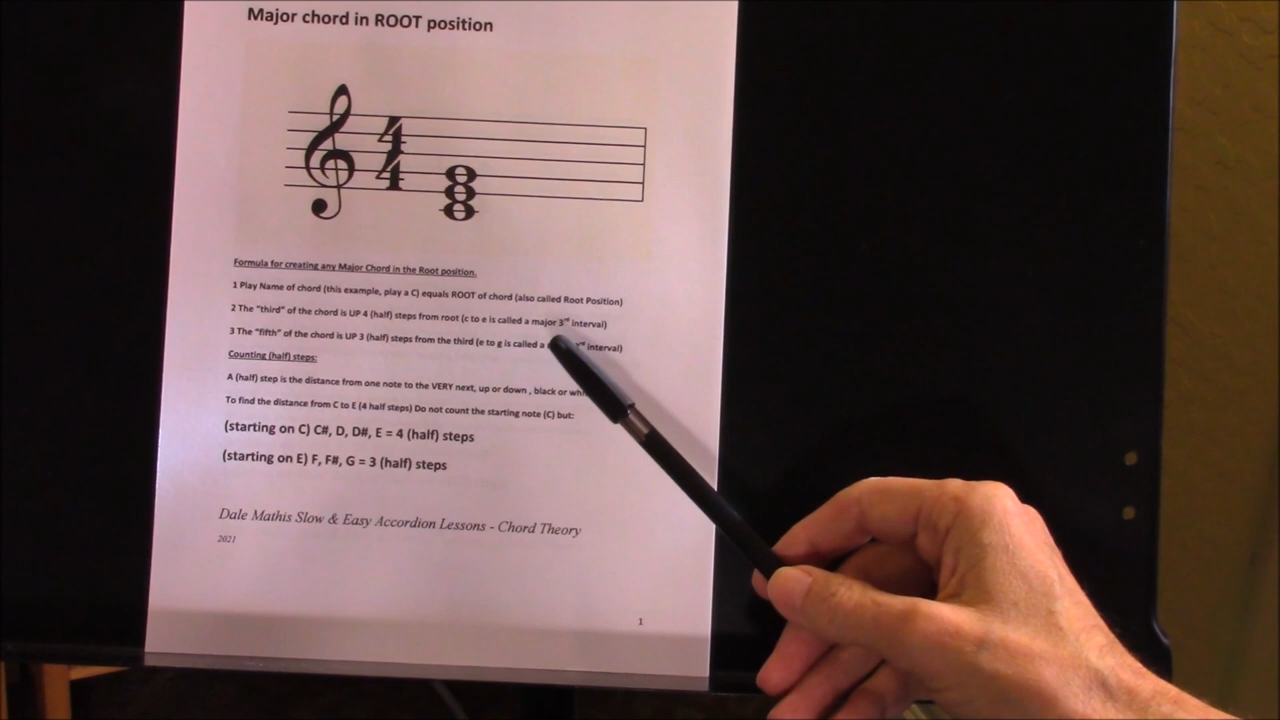 Major chord in ROOT position
4
4
Formula for creating any Major Chord in the Root position.
1 Play Name of chord (this example, play a C) equals ROOT of chord (also called Root Position)
2 The "third" of the chord is UP 4 (half) steps from root (c to e is called a major 3rd interval)
3 The "fifth" of the chord is UP 3 (half) steps from the third (e to g is called a interval)
Counting (half) steps:
A (half) step is the distance from one note to the VERY next, up or down , black or
To find the distance from C to E (4 half steps) Do not count the starting note (C) but:
(starting on C) C#, D, D#, E = 4 (half) steps
(starting on E) F, F#, G = 3 (half) steps
Dale Mathis Slow & Easy Accordion Lessons - Chord Theory
2021
1